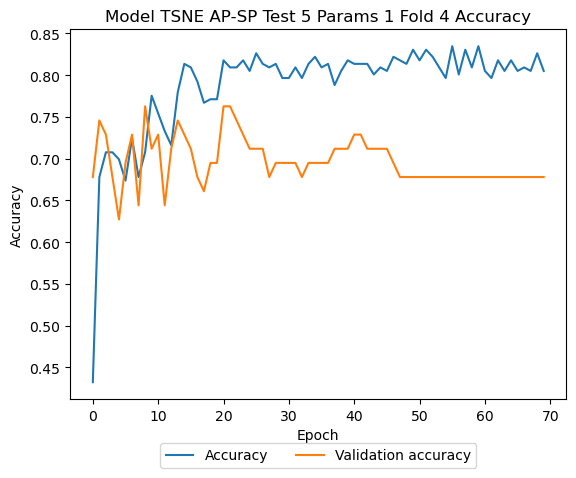 Model TSNE AP-SP Test 5 Params 1 Fold 4 Accuracy
0.85
0.80
0.75
0.70
0.65
0.60
0.55
0.50
0.45
Accuracy
0 10 20 30 40 50 60 70
Epoch
Accuracy Validation accuracy